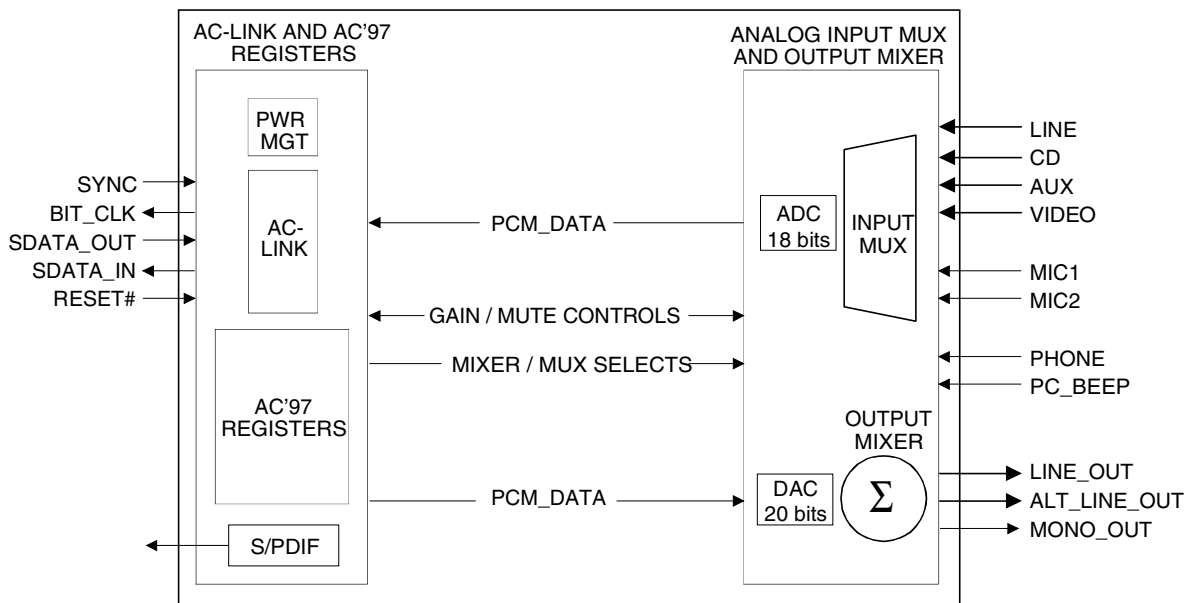 AC-LINK AND AC'97
REGISTERS
PWR
MGT
AC-
LINK
AC'97
REGISTERS
S/PDIF
SYNC
BIT_CLK
SDATA_OUT
SDATA_IN
RESET#
PCM_DATA
GAIN / MUTE CONTROLS
MIXER / MUX SELECTS
PCM_DATA
ANALOG INPUT MUX
AND OUTPUT MIXER
ADC
18 bits
INPUT
MUX
OUTPUT
MIXER
DAC
20 bits
Σ
LINE
CD
AUX
VIDEO
MIC1
MIC2
PHONE
PC_BEEP
LINE_OUT
ALT_LINE_OUT
MONO_OUT